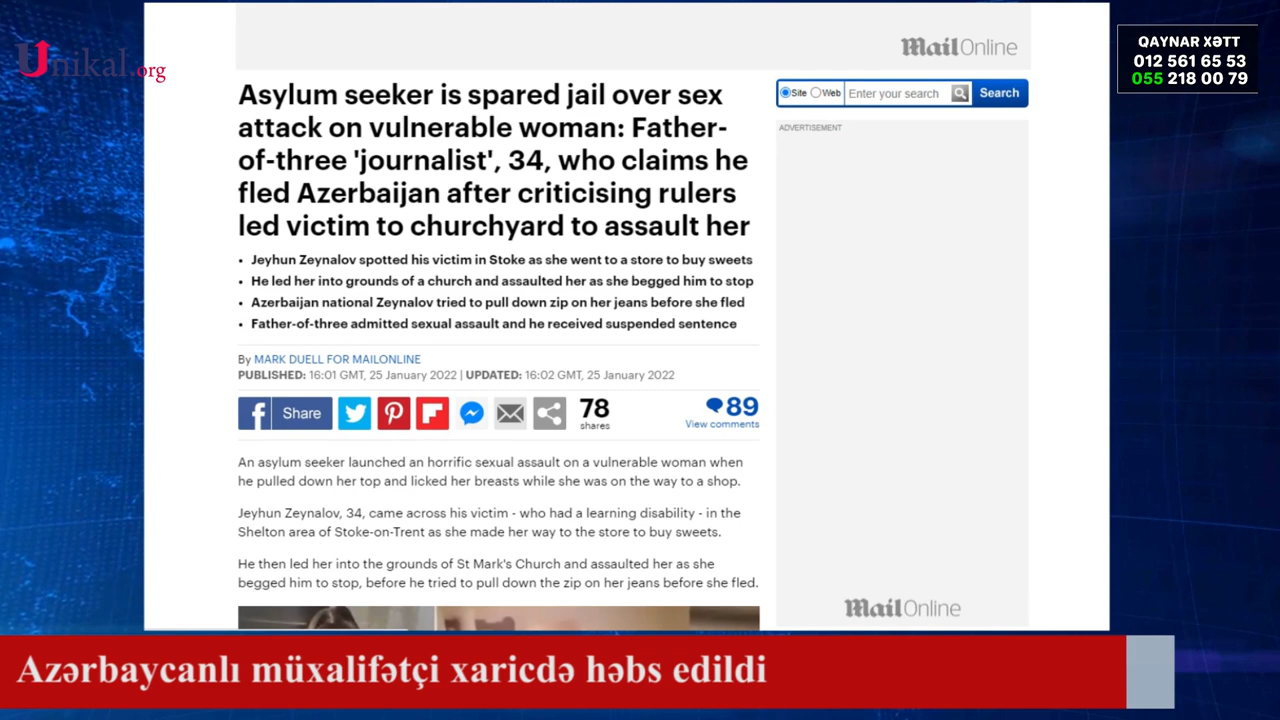 Unikal.org
MailOnline
QAYNAR XƏTT
012 561 65 53
055 218 00 79
Asylum seeker is spared jail over sex
attack on vulnerable woman: Father-
of-three 'journalist', 34, who claims he
fled Azerbaijan after criticising rulers
led victim to churchyard to assault her
• Jeyhun Zeynalov spotted his victim in Stoke as she went to a store to buy sweets
• He led her into grounds of a church and assaulted her as she begged him to stop
• Azerbaijan national Zeynalov tried to pull down zip on her jeans before she fled
• Father-of-three admitted sexual assault and he received suspended sentence
By MARK DUELL FOR MAILONLINE
PUBLISHED: 16:01 GMT, 25 January 2022 | UPDATED: 16:02 GMT, 25 January 2022
Share
78
shares
89
View comments
An asylum seeker launched an horrific sexual assault on a vulnerable woman when
he pulled down her top and licked her breasts while she was on the way to a shop.
Jeyhun Zeynalov, 34, came across his victim - who had a learning disability - in the
Shelton area of Stoke-on-Trent as she made her way to the store to buy sweets.
He then led her into the grounds of St Mark's Church and assaulted her as she
begged him to stop, before he tried to pull down the zip on her jeans before she fled.
Site Web Enter your search Search
ADVERTISEMENT
MailOnline
Azərbaycanlı müxalifətçi xaricdə həbs edildi